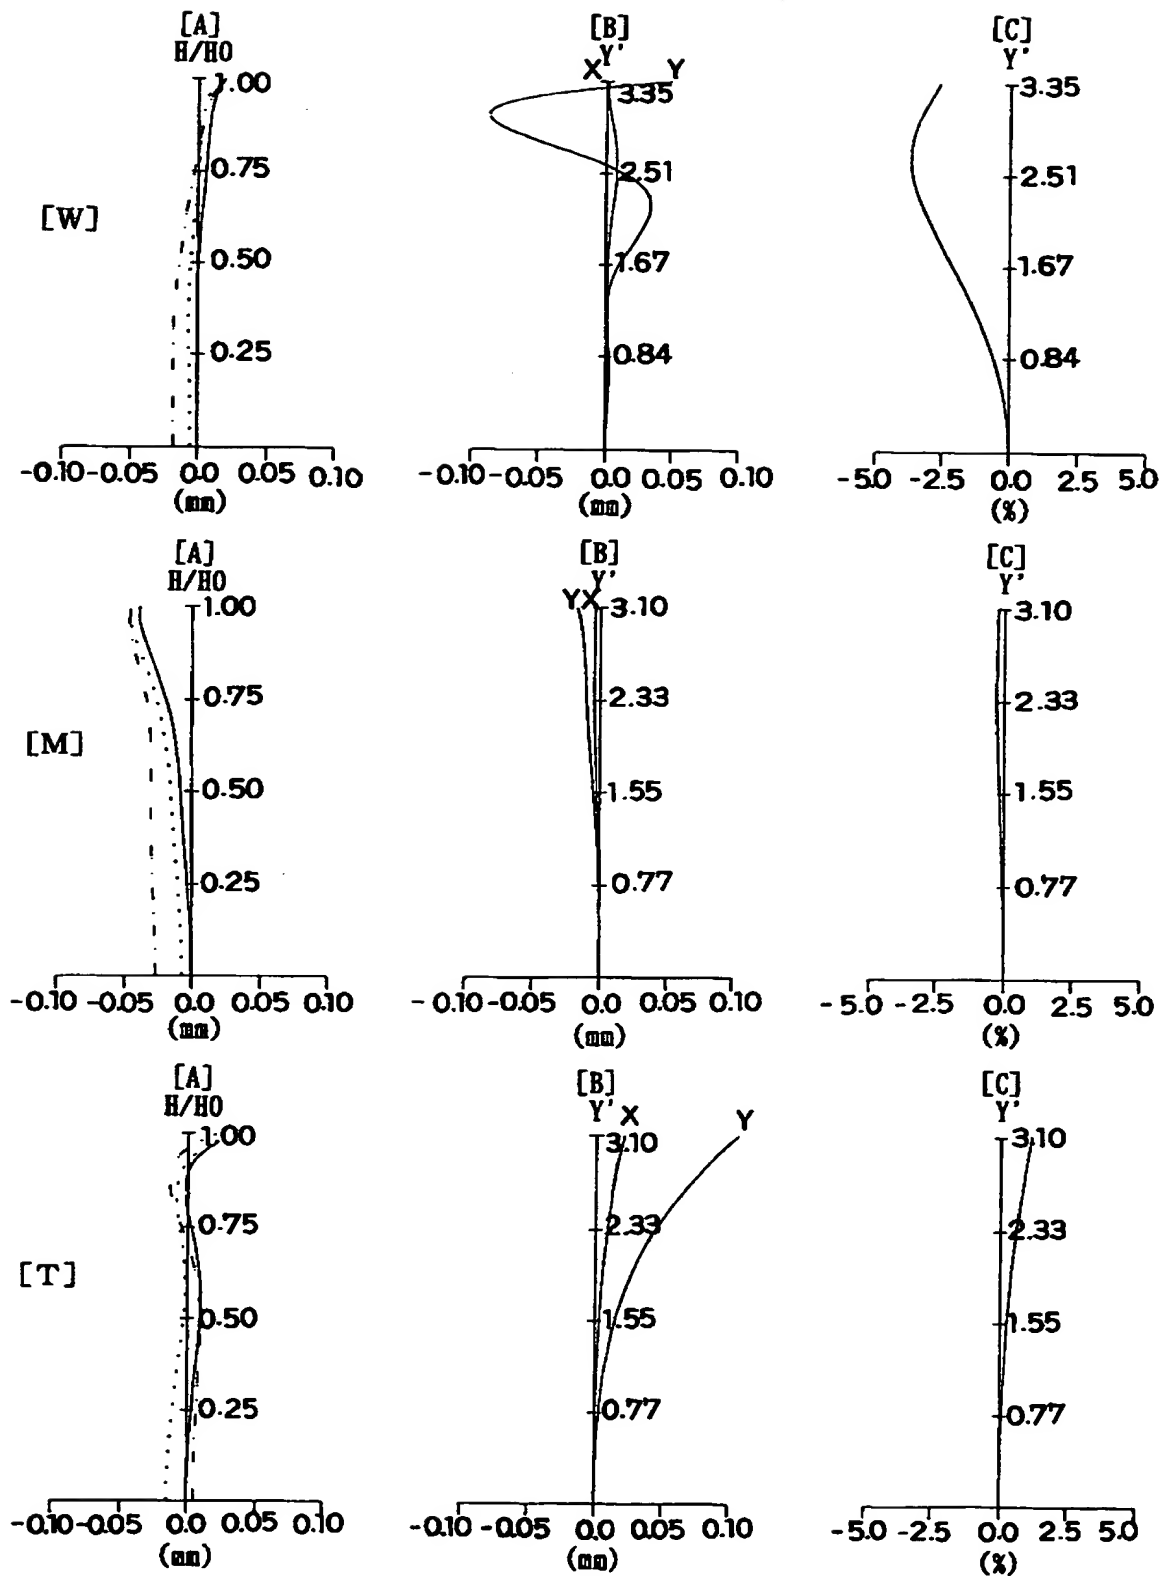 [A] [B] [C]
H/HO Y' Y'
X Y
1.00 3.35 3.35
0.75 2.51 2.51
[W]
0.50 1.67 1.67
0.25 0.84 0.84
-0.10 -0.05 0.0 0.05 0.10 -0.10 -0.05 0.0 0.05 0.10 -5.0 -2.5 0.0 2.5 5.0
(mm) (mm) (%)
[A] [B] [C]
H/HO Y' Y'
Y X
1.00 3.10 3.10
0.75 2.33 2.33
[M]
0.50 1.55 1.55
0.25 0.77 0.77
-0.10 -0.05 0.0 0.05 0.10 -0.10 -0.05 0.0 0.05 0.10 -5.0 -2.5 0.0 2.5 5.0
(mm) (mm) (%)
[A] [B] [C]
H/HO Y' X Y Y'
1.00 3.10 3.10
0.75 2.33 2.33
[T]
0.50 1.55 1.55
0.25 0.77 0.77
-0.10 -0.05 0.0 0.05 0.10 -0.10 -0.05 0.0 0.05 0.10 -5.0 -2.5 0.0 2.5 5.0
(mm) (mm) (%)